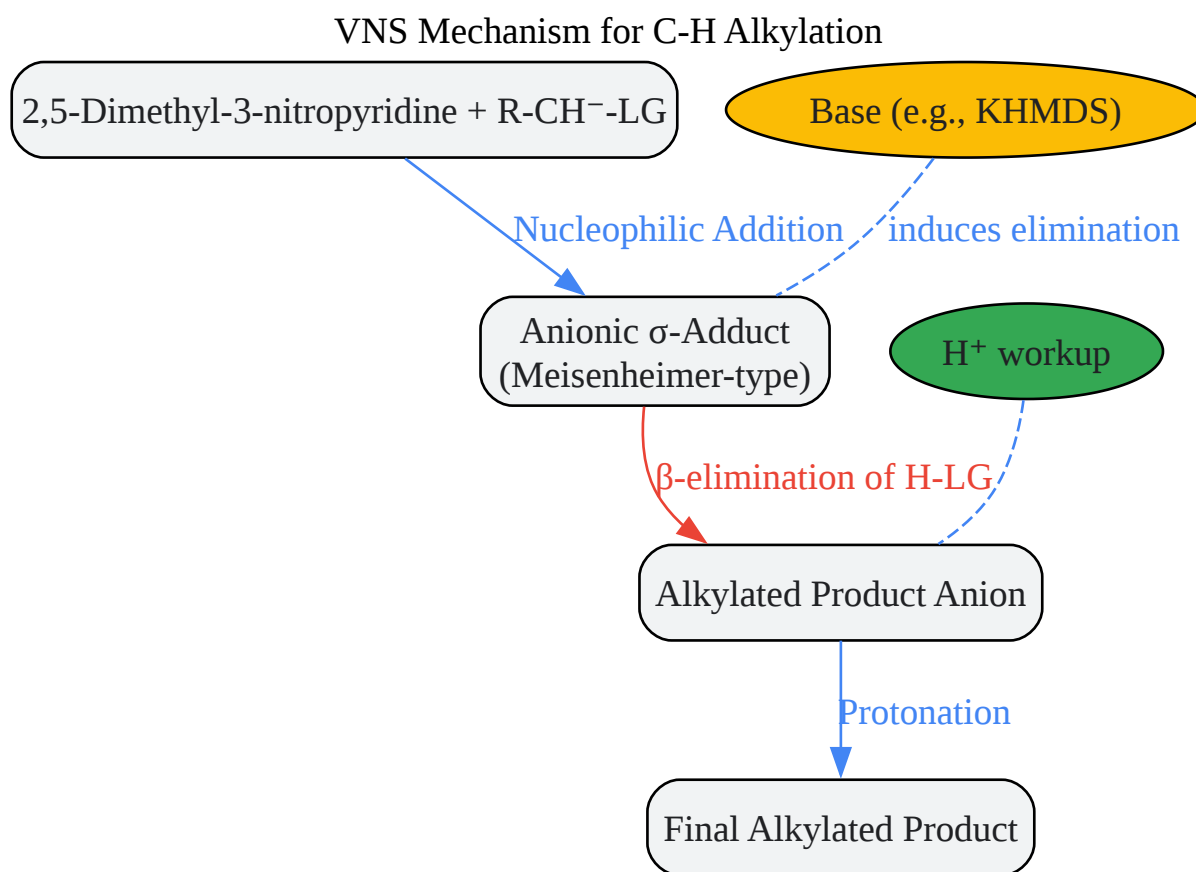 VNS Mechanism for C-H Alkylation
2,5-Dimethyl-3-nitropyridine + R-CH⁻-LG
Base (e.g., KHMDS)
Nucleophilic Addition
induces elimination
Anionic σ-Adduct
(Meisenheimer-type)
H⁺ workup
β-elimination of H-LG
Alkylated Product Anion
Protonation
Final Alkylated Product